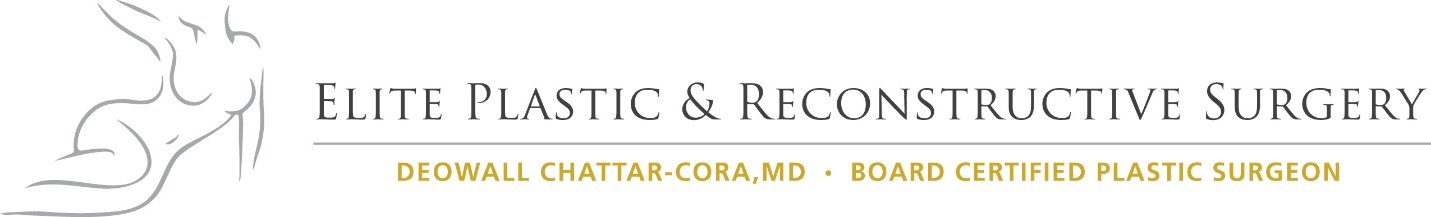 Elite Plastic & Reconstructive Surgery
DEOWALL CHATTAR-CORA,MD • BOARD CERTIFIED PLASTIC SURGEON